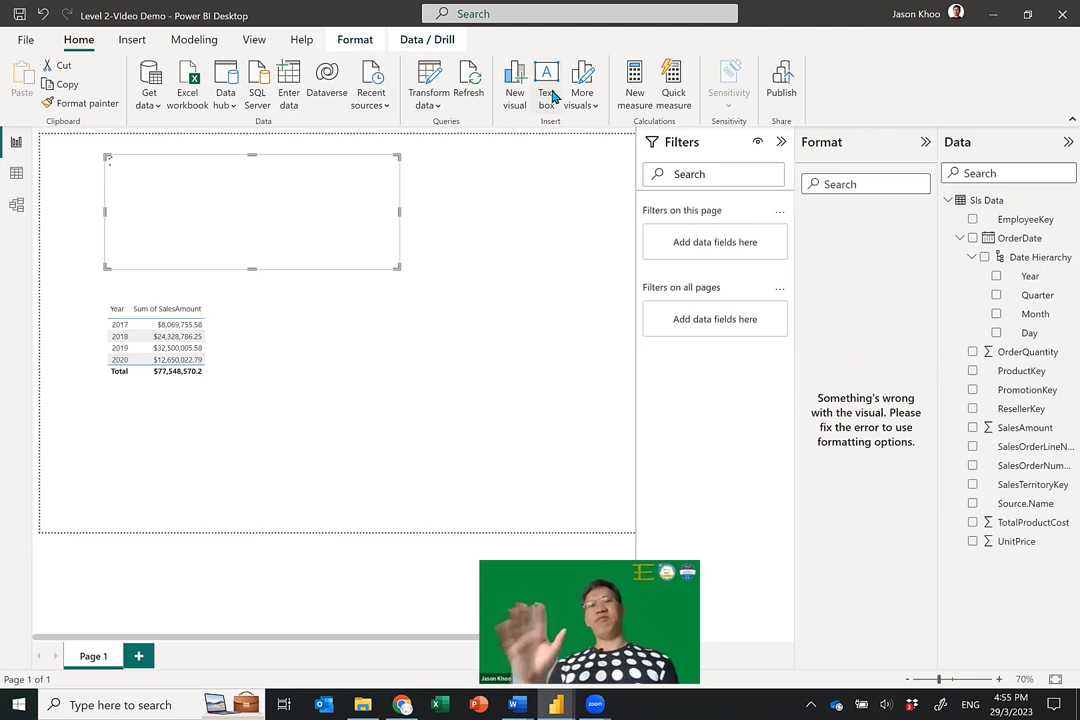 Level 2-Video Demo - Power BI Desktop
Search
Jason Khoo
File
Home
Insert
Modeling
View
Help
Format
Data / Drill
Paste
Cut
Copy
Format painter
Clipboard
Get data
Excel workbook
Data hub
SQL Server
Enter data
Dataverse
Recent sources
Data
Transform data
Refresh
Queries
New visual
Text box
More visuals
Insert
New measure
Quick measure
Calculations
Sensitivity
Sensitivity
Publish
Share
Filters
Search
Filters on this page
...
Add data fields here
Filters on all pages
...
Add data fields here
Format
Search
Something's wrong
with the visual. Please
fix the error to use
formatting options.
Data
Search
Sls Data
EmployeeKey
OrderDate
Date Hierarchy
Year
Quarter
Month
Day
OrderQuantity
ProductKey
PromotionKey
ResellerKey
SalesAmount
SalesOrderLineN...
SalesOrderNum...
SalesTerritoryKey
Source.Name
TotalProductCost
UnitPrice
Year Sum of SalesAmount
2017 $8,069,755.58
2018 $24,328,786.25
2019 $32,500,005.58
2020 $12,650,022.79
Total $77,548,570.2
Jason Khoo
Page 1
Page 1 of 1
- + 70%
Type here to search
zoom
ENG
4:55 PM
29/3/2023